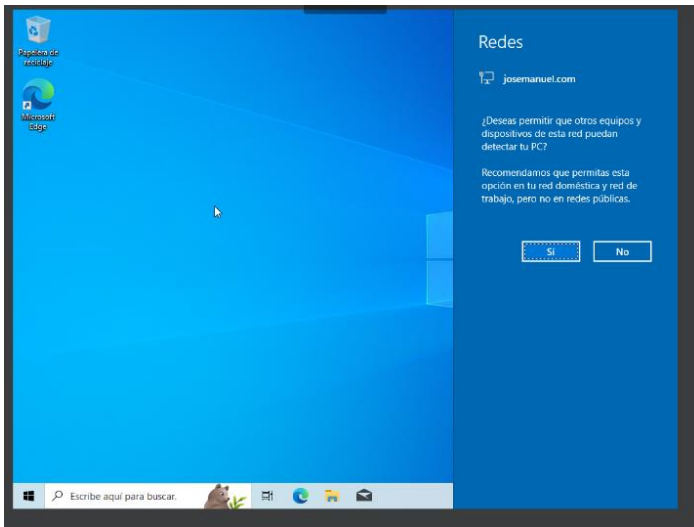 Papelera de
reciclaje
Microsoft
Edge
Redes
josemanuel.com
¿Deseas permitir que otros equipos y
dispositivos de esta red puedan
detectar tu PC?
Recomendamos que permitas esta
opción en tu red doméstica y red de
trabajo, pero no en redes públicas.
Sí
No
Escribe aquí para buscar.